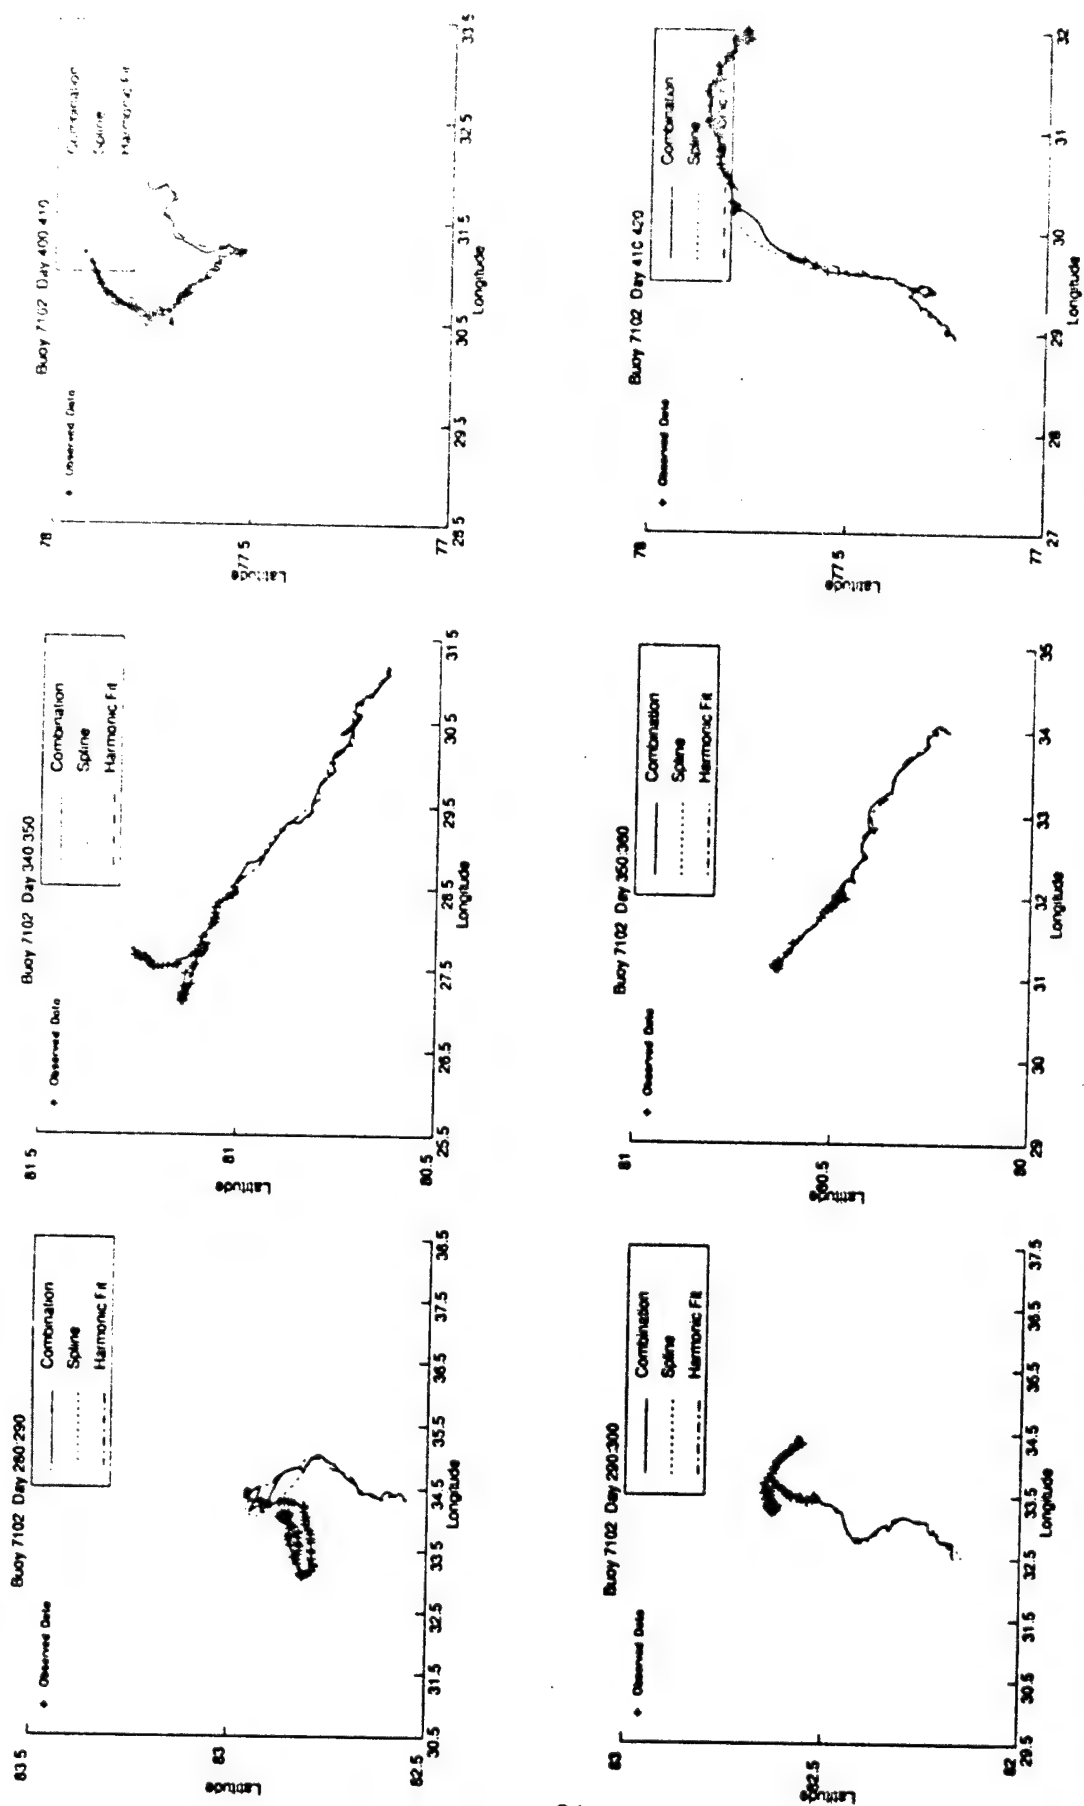 Buoy 7102 Day 280:290
Observed Data
Combination
Spline
Harmonic Fit
83.5
83
82.5
Latitude
30.5 31.5 32.5 33.5 34.5 35.5 36.5 37.5 38.5
Longitude
Buoy 7102 Day 340:350
Observed Data
Combination
Spline
Harmonic Fit
81.5
81
80.5
Latitude
25.5 26.5 27.5 28.5 29.5 30.5 31.5
Longitude
Buoy 7102 Day 400:410
Observed Data
Combination
Spline
Harmonic Fit
78
77.5
77
Latitude
28.5 29.5 30.5 31.5 32.5 33.5
Longitude
Buoy 7102 Day 290:300
Observed Data
Combination
Spline
Harmonic Fit
83
82.5
82
Latitude
29.5 30.5 31.5 32.5 33.5 34.5 35.5 36.5 37.5
Longitude
Buoy 7102 Day 350:360
Observed Data
Combination
Spline
Harmonic Fit
81
80.5
80
Latitude
29 30 31 32 33 34 35
Longitude
Buoy 7102 Day 410:420
Observed Data
Combination
Spline
Harmonic Fit
78
77.5
77
Latitude
27 28 29 30 31 32
Longitude